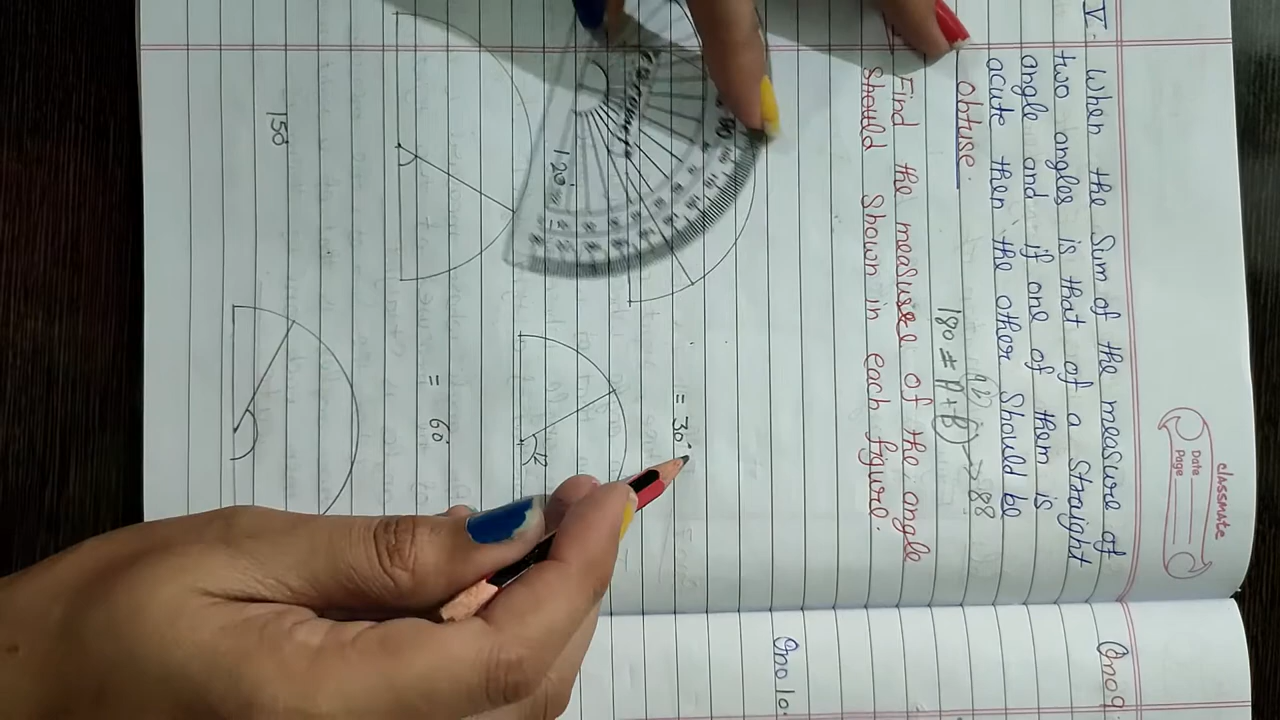 classmate
Date
Page
V. When the Sum of the measure of
two angles is that of a straight
angle and if one of them is
acute then the other should be
obtuse.
180 = A + B
> 88
Find the measure of the angle
should shown in each figure.
= 30°
120°
= 60°
150
Qno9.
Qno10.